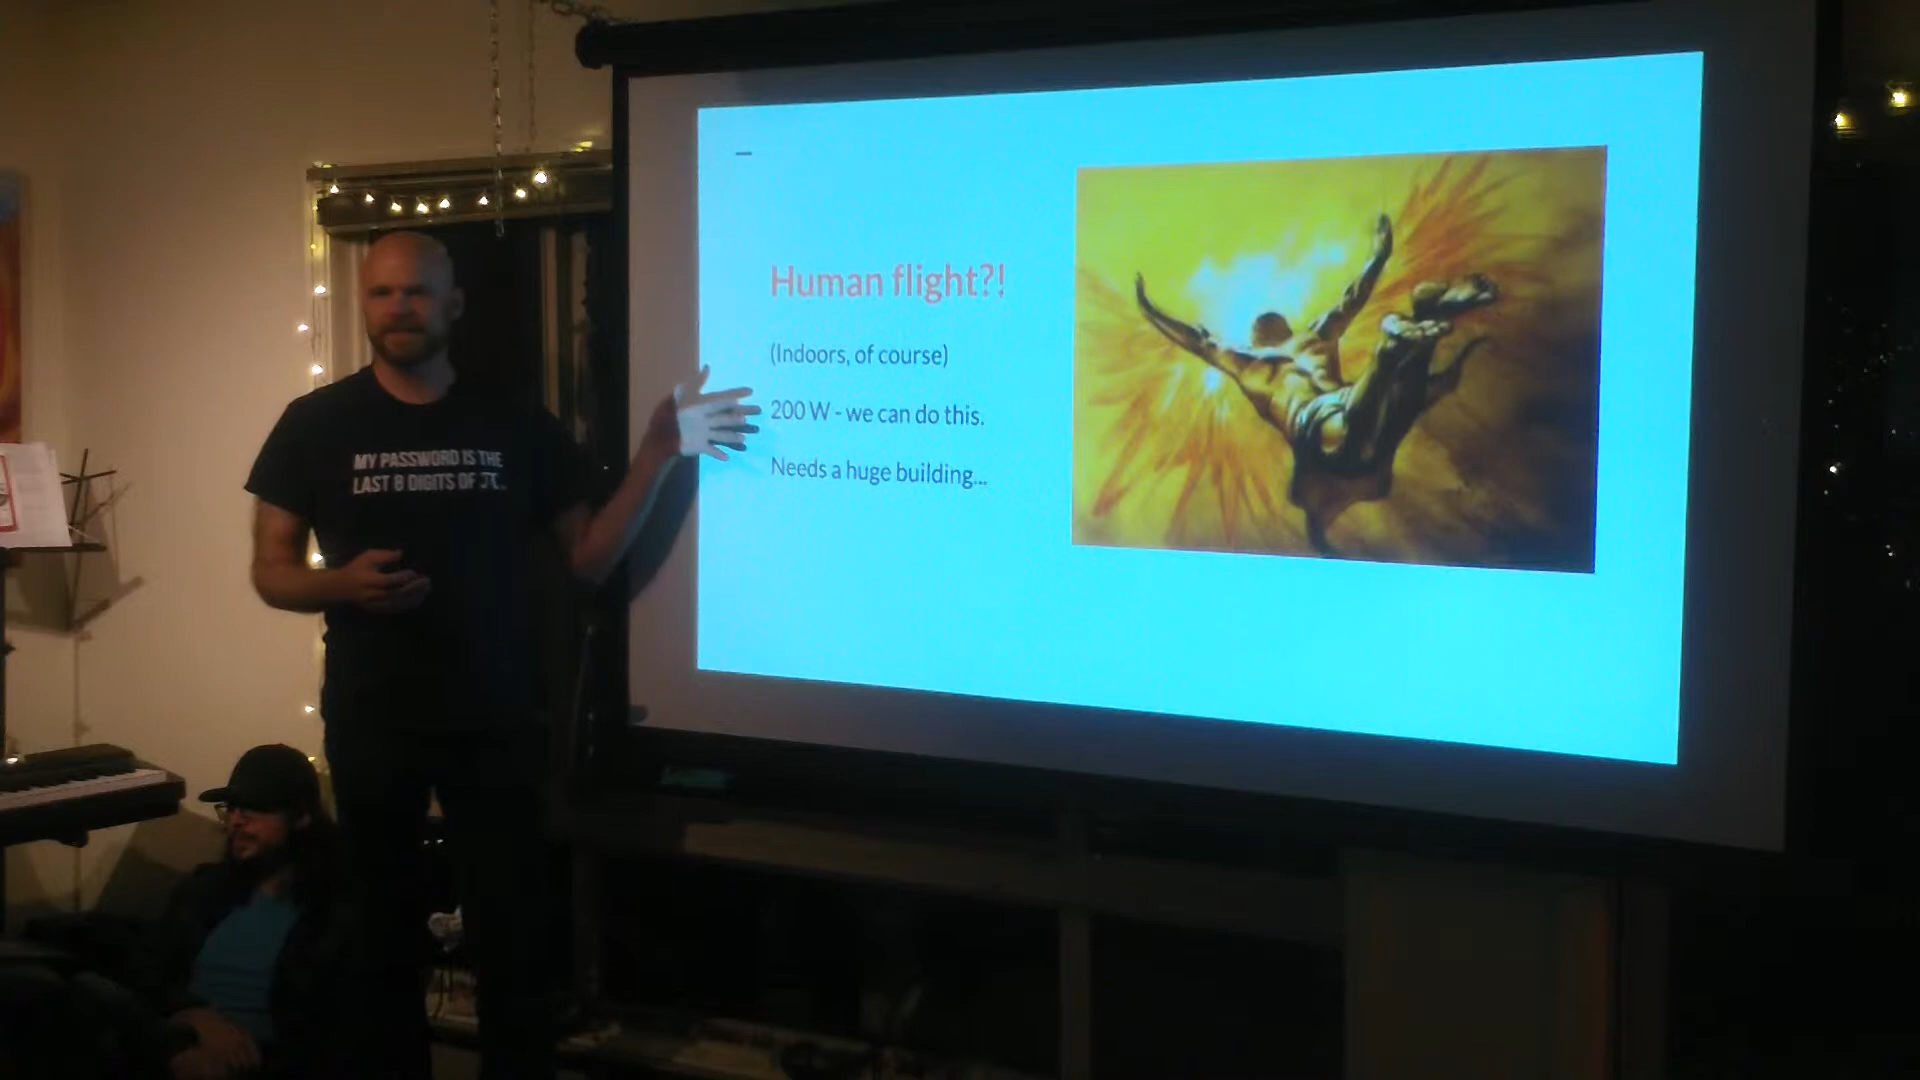 Human flight?!
(Indoors, of course)
200 W - we can do this.
Needs a huge building...
MY PASSWORD IS THE
LAST 8 DIGITS OF π.